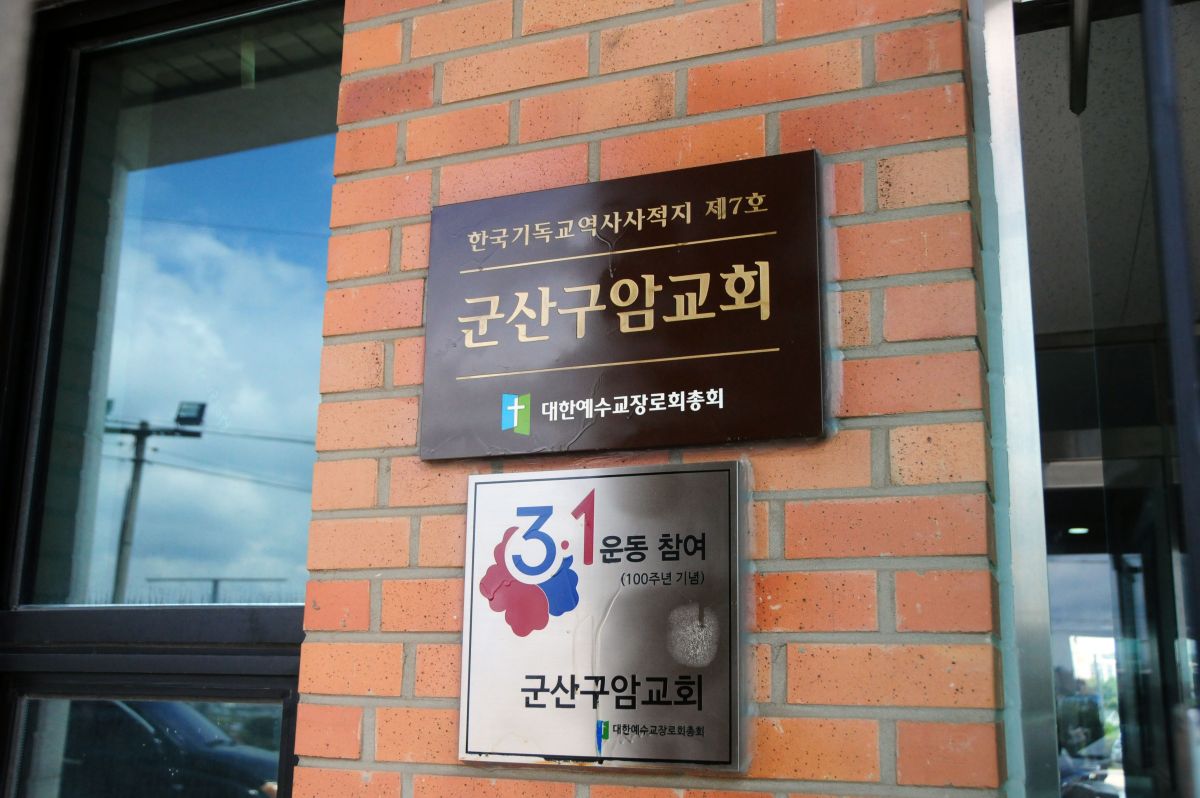 한국기독교역사사적지 제7호
군산구암교회
대한예수교장로회총회
3·1운동 참여
(100주년 기념)
군산구암교회
대한예수교장로회총회